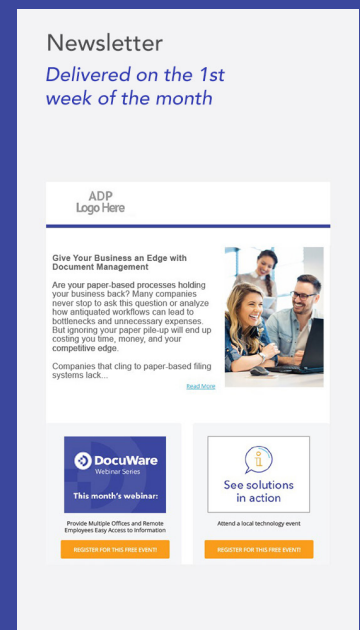 Newsletter
Delivered on the 1st
week of the month
ADP
Logo Here
Give Your Business an Edge with
Document Management
Are your paper-based processes holding
your business back? Many companies
never stop to ask this question or analyze
how antiquated workflows can lead to
bottlenecks and unnecessary expenses.
But ignoring your paper pile-up will end up
costing you time, money, and your
competitive edge.
Companies that cling to paper-based filing
systems lack...
Read More
DocuWare
Webinar Series
This month's webinar:
Provide Multiple Offices and Remote
Employees Easy Access to Information
REGISTER FOR THIS FREE EVENT!
See solutions
in action
Attend a local technology event
REGISTER FOR THIS FREE EVENT!